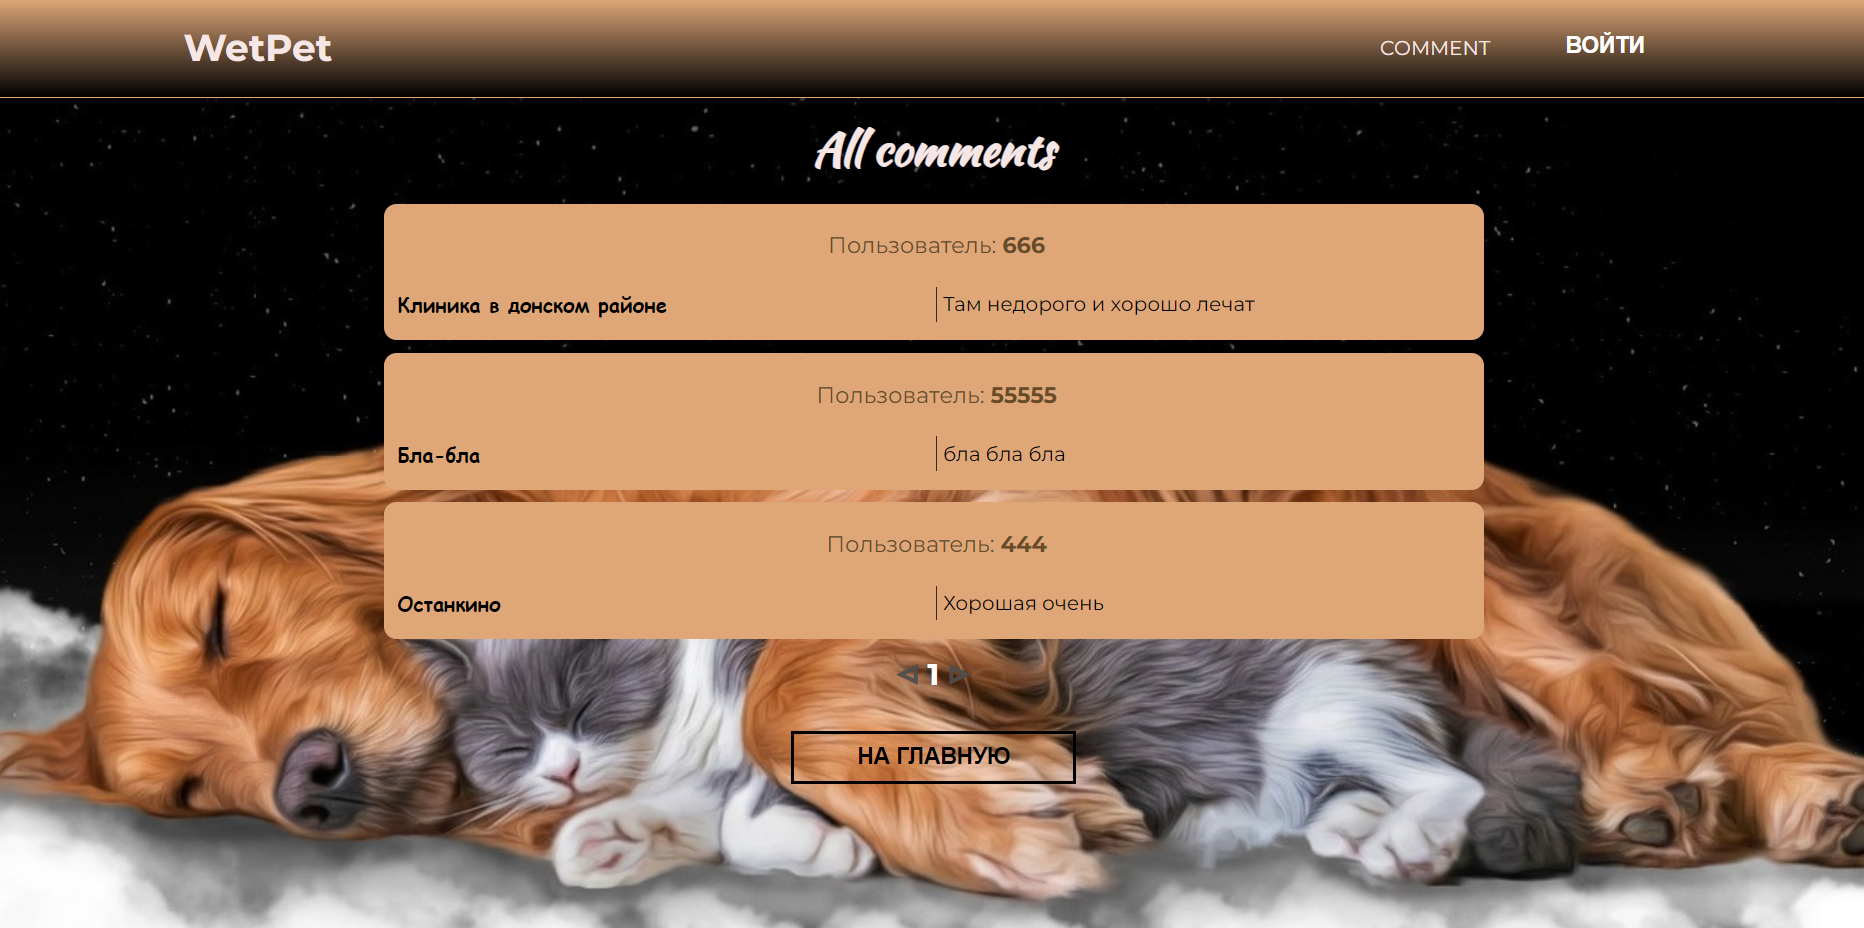 WetPet
COMMENT
ВОЙТИ
All comments
Пользователь: 666
Клиника в донском районе
Там недорого и хорошо лечат
Пользователь: 55555
Бла-бла
бла бла бла
Пользователь: 444
Останкино
Хорошая очень
1
НА ГЛАВНУЮ